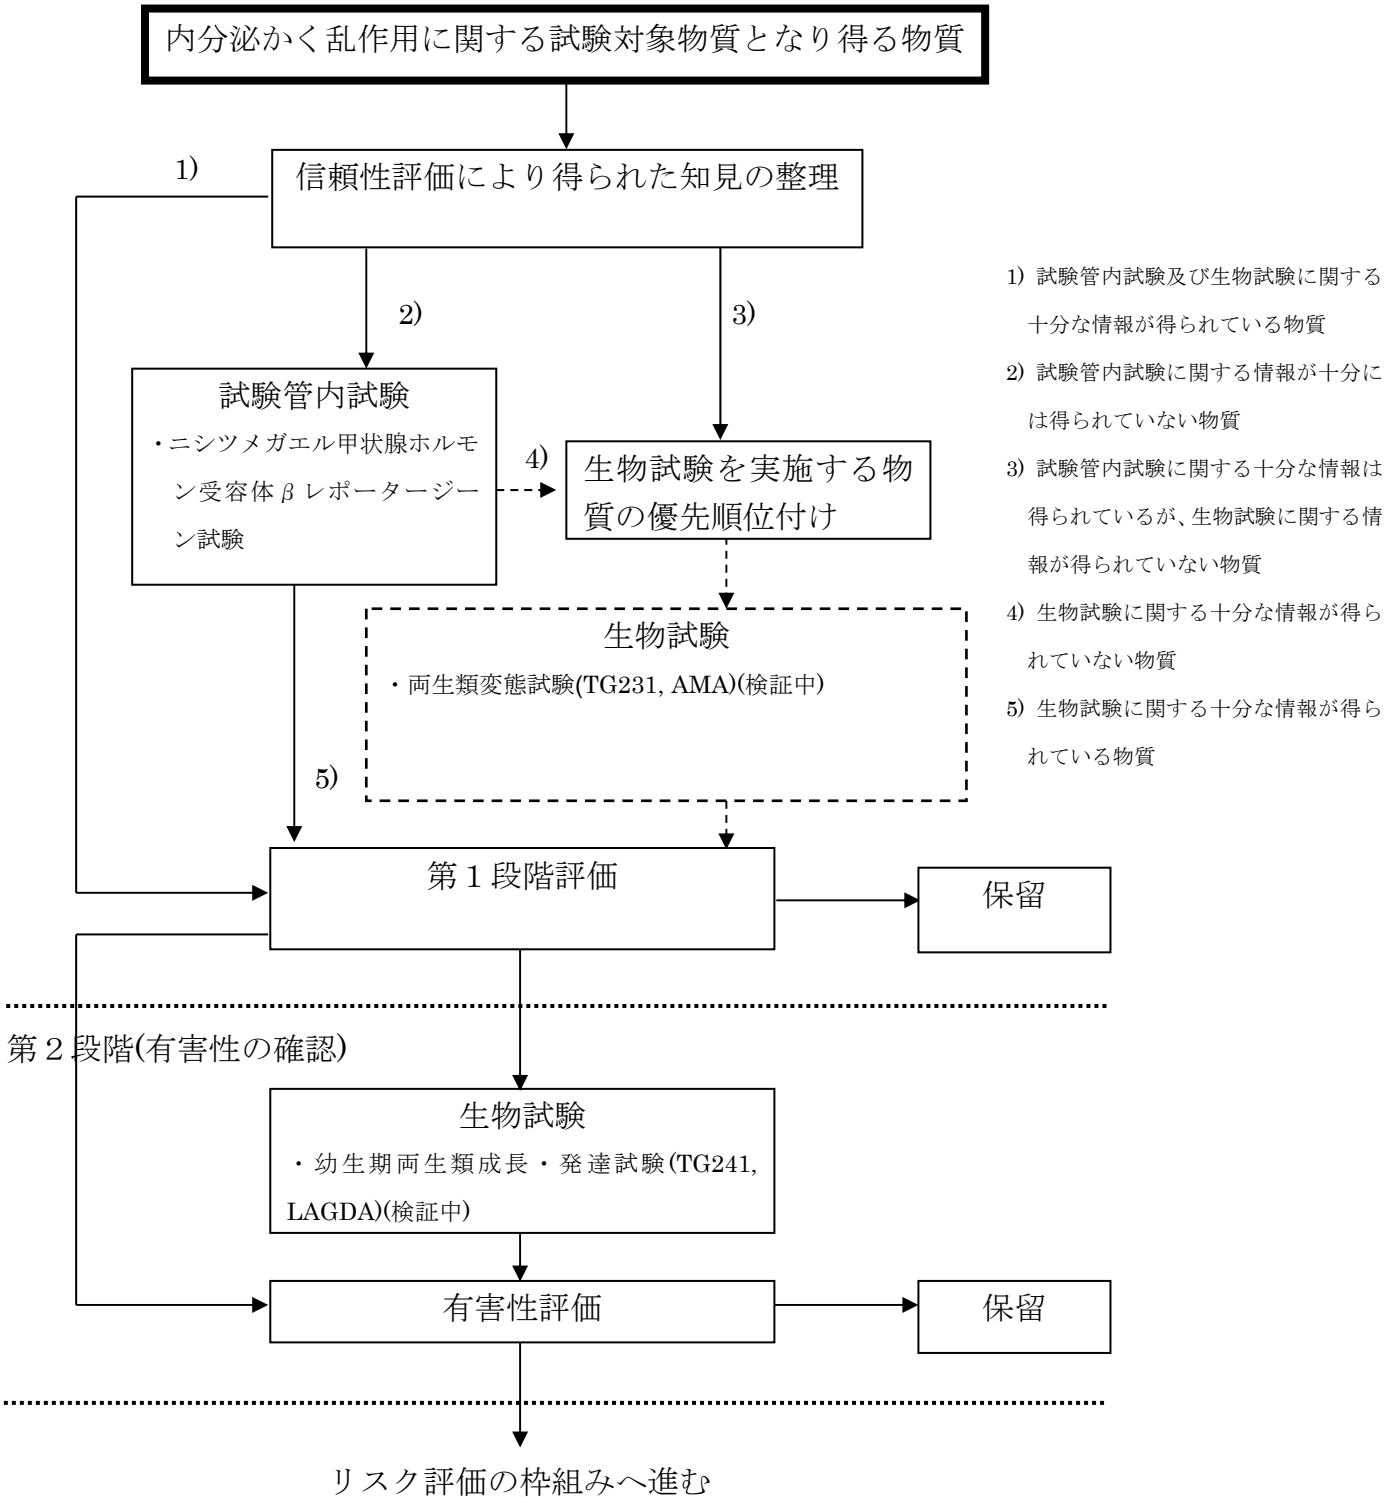 内分泌かく乱作用に関する試験対象物質となり得る物質
1)
信頼性評価により得られた知見の整理
2)
3)
試験管内試験
・ニシツメガエル甲状腺ホルモ
ン受容体βレポータージー
ン試験
4)
生物試験を実施する物
質の優先順位付け
生物試験
・両生類変態試験(TG231, AMA)(検証中)
5)
1) 試験管内試験及び生物試験に関する
十分な情報が得られている物質
2) 試験管内試験に関する情報が十分に
は得られていない物質
3) 試験管内試験に関する十分な情報は
得られているが、生物試験に関する情
報が得られていない物質
4) 生物試験に関する十分な情報が得ら
れていない物質
5) 生物試験に関する十分な情報が得ら
れている物質
第１段階評価
保留
第２段階(有害性の確認)
生物試験
・幼生期両生類成長・発達試験(TG241,
LAGDA)(検証中)
有害性評価
保留
リスク評価の枠組みへ進む